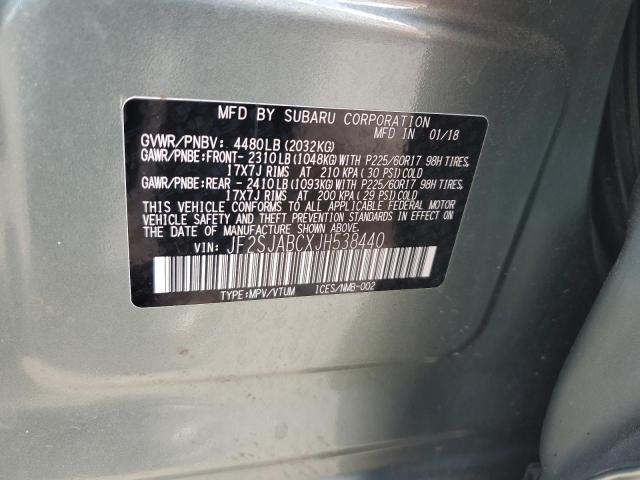 MFD BY SUBARU CORPORATION
MFD IN 01/18
GVWR/PNBV: 4480LB (2032KG)
GAWR/PNBE:FRONT- 2310LB(1048KG)WITH P225/60R17 98H TIRES,
17X7J RIMS AT 210 KPA ( 30 PSI)COLD
GAWR/PNBE:REAR - 2410LB(1093KG)WITH P225/60R17 98H TIRES,
17X7J RIMS AT 200 KPA (29 PSI)COLD
THIS VEHICLE CONFORMS TO ALL APPLICABLE FEDERAL MOTOR
VEHICLE SAFETY AND THEFT PREVENTION STANDARDS IN EFFECT ON
THE DATE OF MANUFACTURE SHOWN ABOVE.
VIN: JF2SJABCXJH538440
TYPE:MPV/VTUM ICES/NMB-002